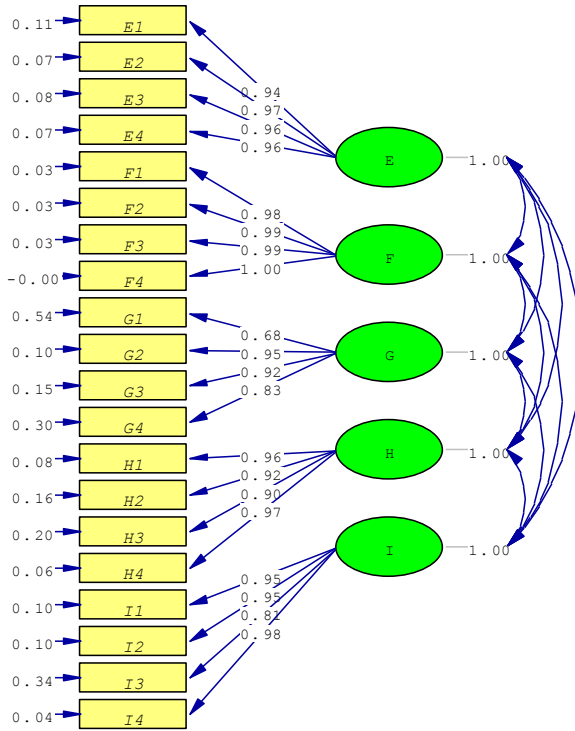 0.11 E1
0.07 E2
0.08 E3
0.07 E4
0.03 F1
0.03 F2
0.03 F3
-0.00 F4
0.54 G1
0.10 G2
0.15 G3
0.30 G4
0.08 H1
0.16 H2
0.20 H3
0.06 H4
0.10 I1
0.10 I2
0.34 I3
0.04 I4
0.94
0.97
0.96
0.96
0.98
0.99
0.99
1.00
0.68
0.95
0.92
0.83
0.96
0.92
0.90
0.97
0.95
0.95
0.81
0.98
E 1.00
F 1.00
G 1.00
H 1.00
I 1.00